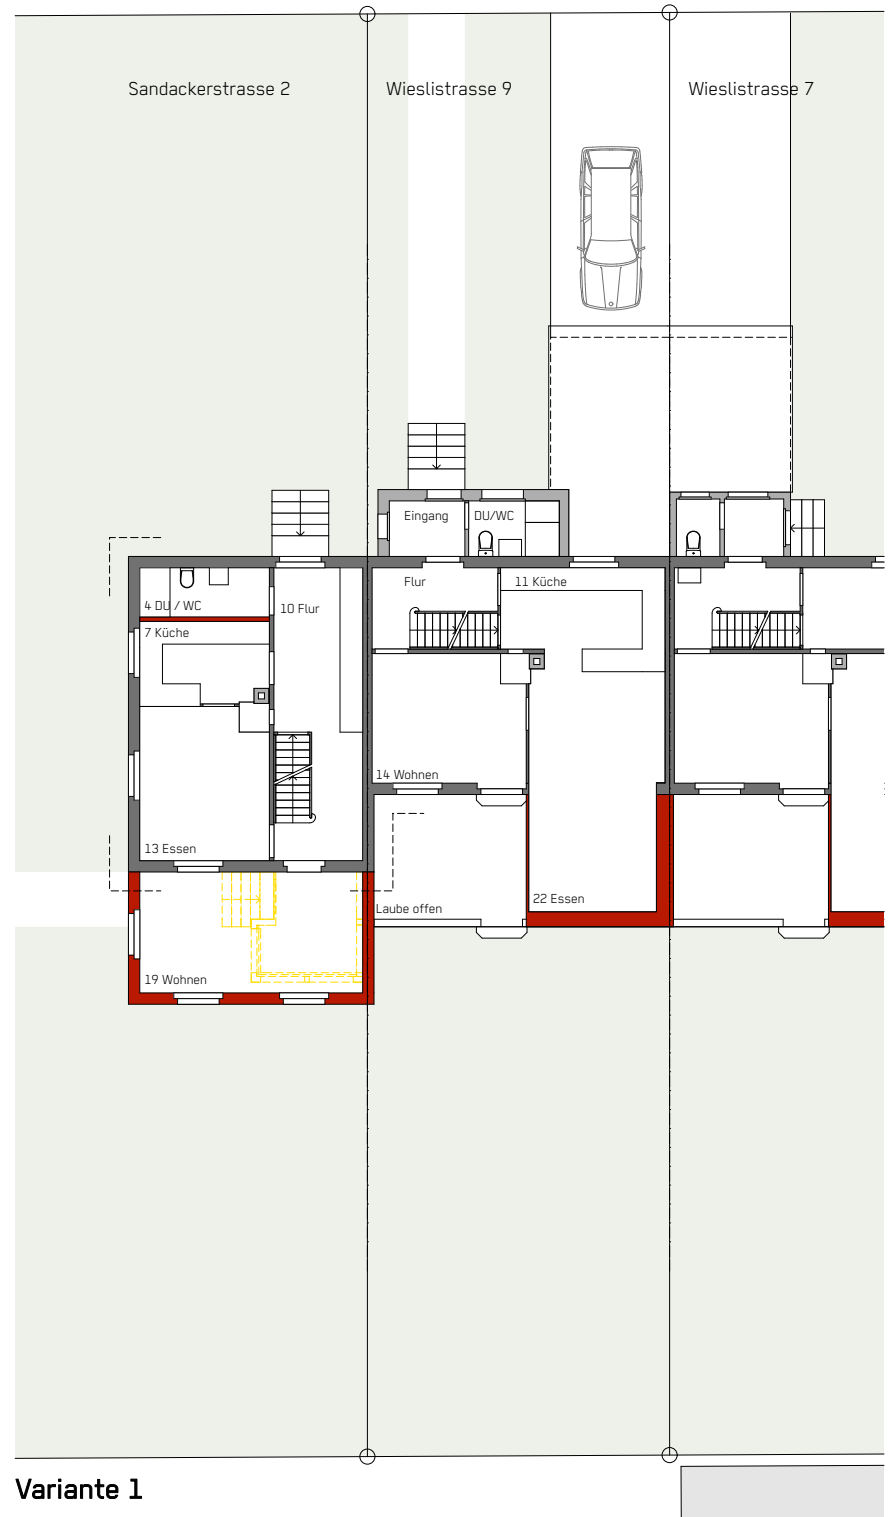 Sandackerstrasse 2
Wieslistrasse 9
Wieslistrasse 7
Eingang
DU/WC
4 DU / WC
10 Flur
Flur
11 Küche
7 Küche
14 Wohnen
13 Essen
Laube offen
22 Essen
19 Wohnen
Variante 1